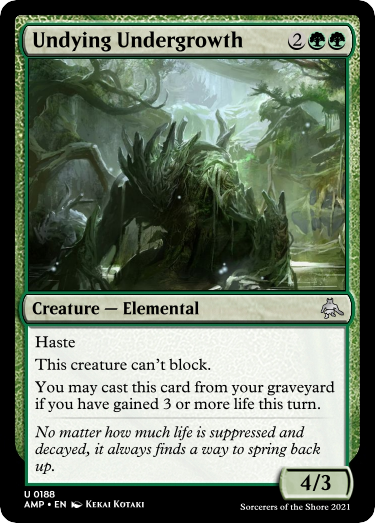 Undying Undergrowth 2
Creature — Elemental
Haste
This creature can't block.
You may cast this card from your graveyard
if you have gained 3 or more life this turn.
No matter how much life is suppressed and
decayed, it always finds a way to spring back
up.
4/3
U 0188
AMP • EN Kekai Kotaki
Sorcerers of the Shore 2021